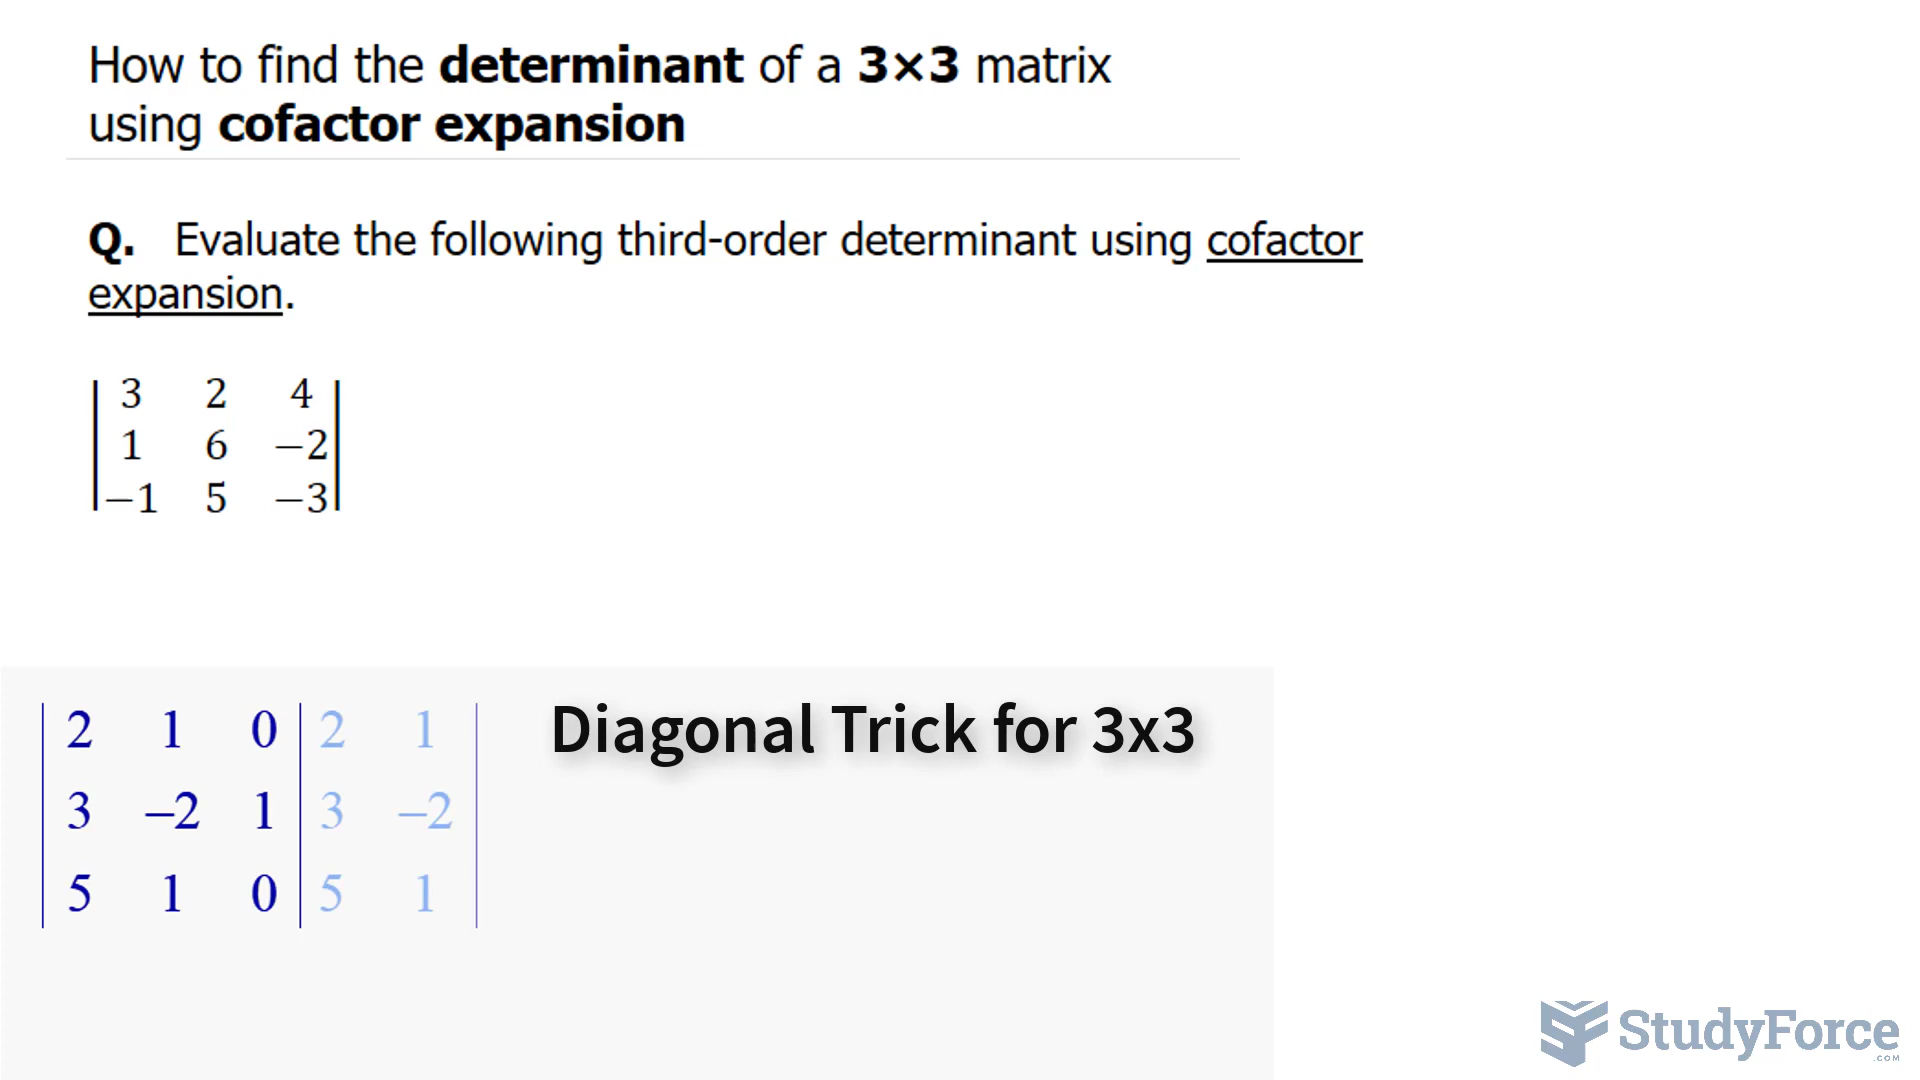 How to find the determinant of a 3×3 matrix
using cofactor expansion
Q. Evaluate the following third-order determinant using cofactor
expansion.
3 2 4
1 6 −2
−1 5 −3
Diagonal Trick for 3x3
2 1 0 2 1
3 −2 1 3 −2
5 1 0 5 1
StudyForce
.COM